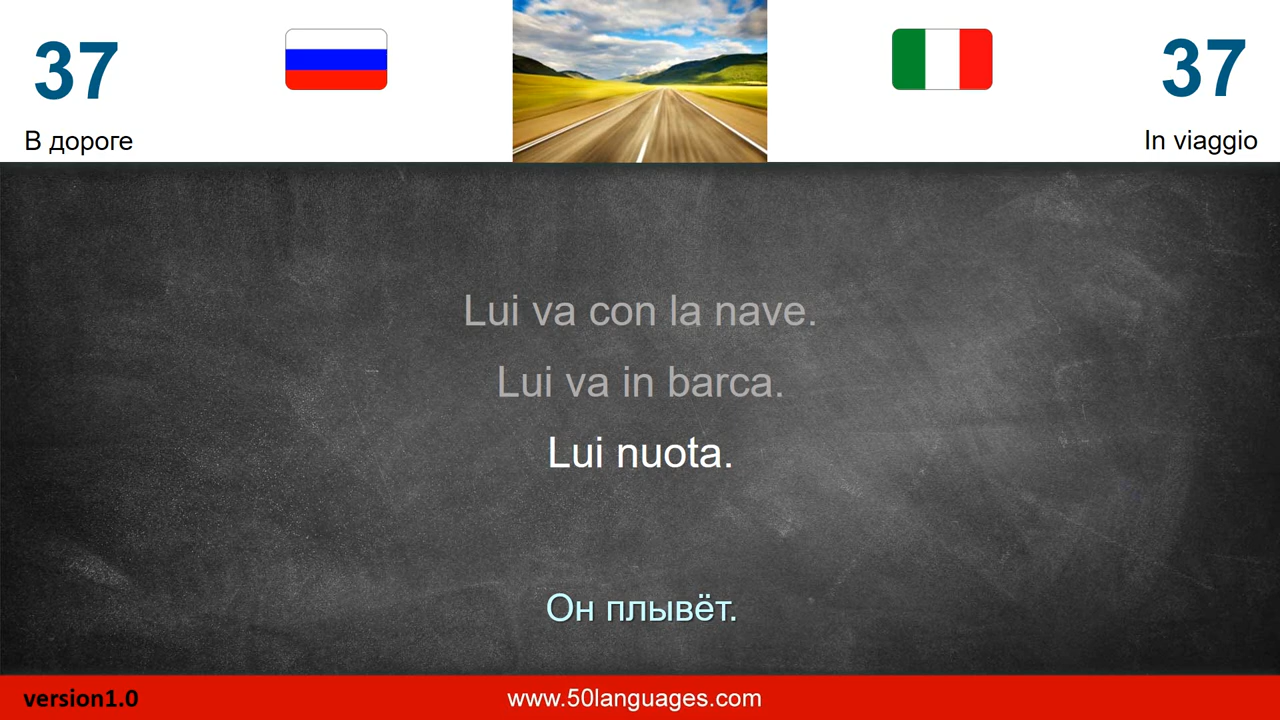 37
37
В дороге
In viaggio
Lui va con la nave.
Lui va in barca.
Lui nuota.
Он плывёт.
version1.0
www.50languages.com